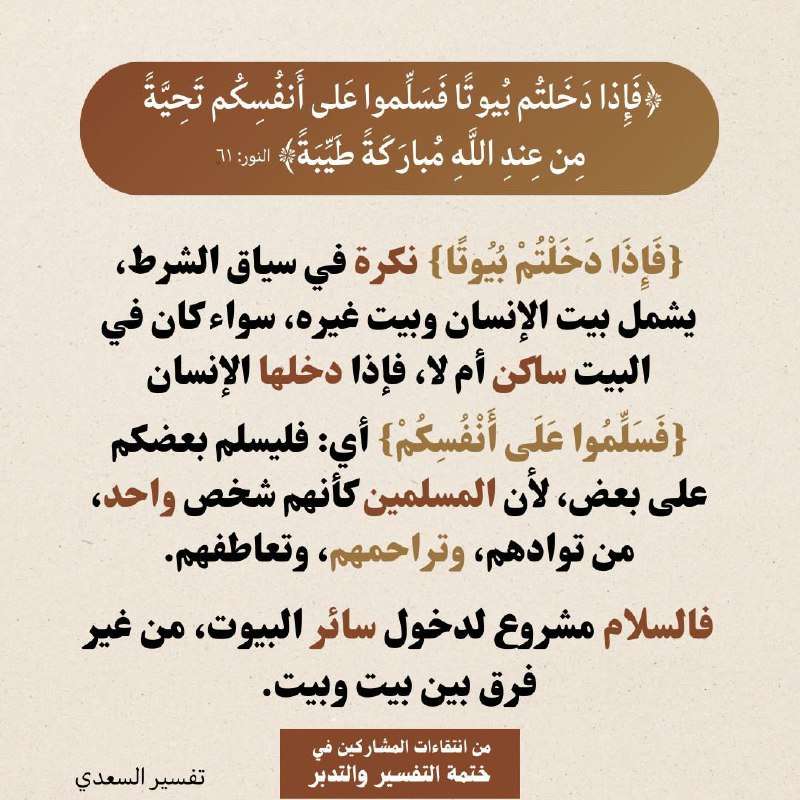 ﴿فَإِذا دَخَلتُم بُيوتًا فَسَلِّموا عَلى أَنفُسِكُم تَحِيَّةً
مِن عِندِ اللَّهِ مُبارَكَةً طَيِّبَةً﴾ النور: ٦١
{فَإِذَا دَخَلْتُمْ بُيُوتًا} نكرة في سياق الشرط،
يشمل بيت الإنسان وبيت غيره، سواء كان في
البيت ساكن أم لا، فإذا دخلها الإنسان
{فَسَلِّمُوا عَلَى أَنْفُسِكُمْ} أي: فليسلم بعضكم
على بعض، لأن المسلمين كأنهم شخص واحد،
من توادهم، وتراحمهم، وتعاطفهم.
فالسلام مشروع لدخول سائر البيوت، من غير
فرق بين بيت وبيت.
من انتقاءات المشاركين في
ختمة التفسير والتدبر
تفسير السعدي